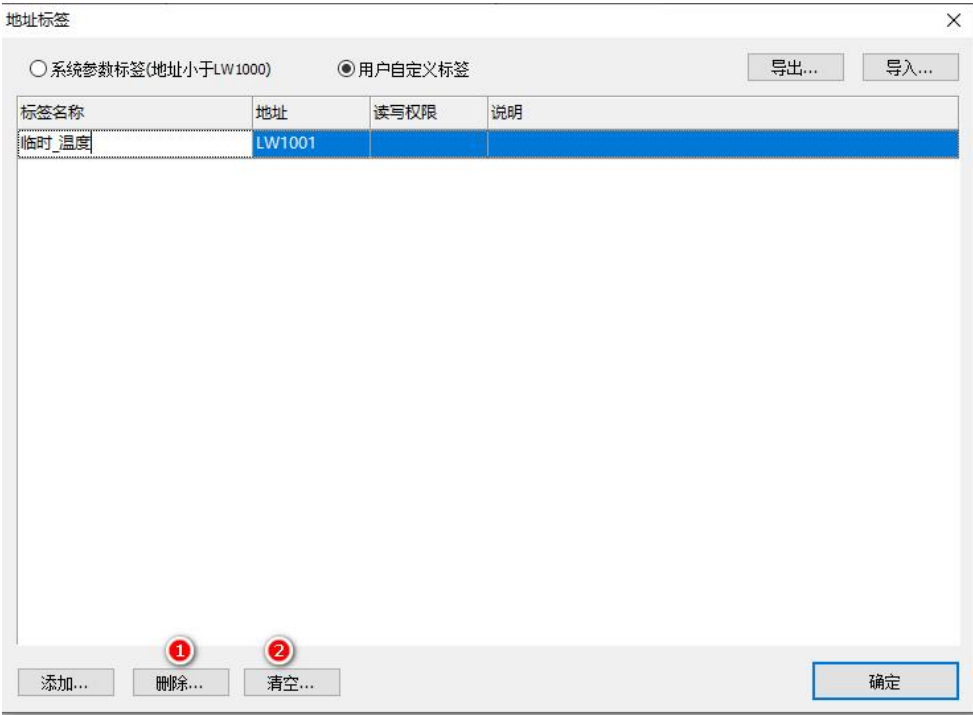 地址标签
系统参数标签(地址小于LW1000) 用户自定义标签 导出... 导入...
标签名称 地址 读写权限 说明
临时_温度 LW1001
1 2
添加... 删除... 清空... 确定